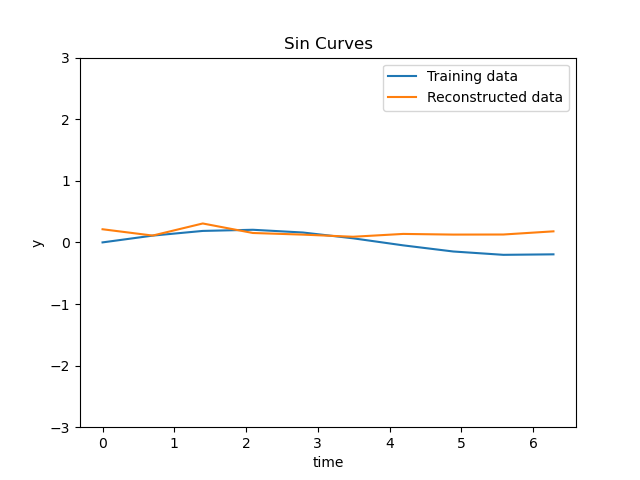 Sin Curves
Training data
Reconstructed data
3
2
1
0
−1
−2
−3
y
0 1 2 3 4 5 6
time